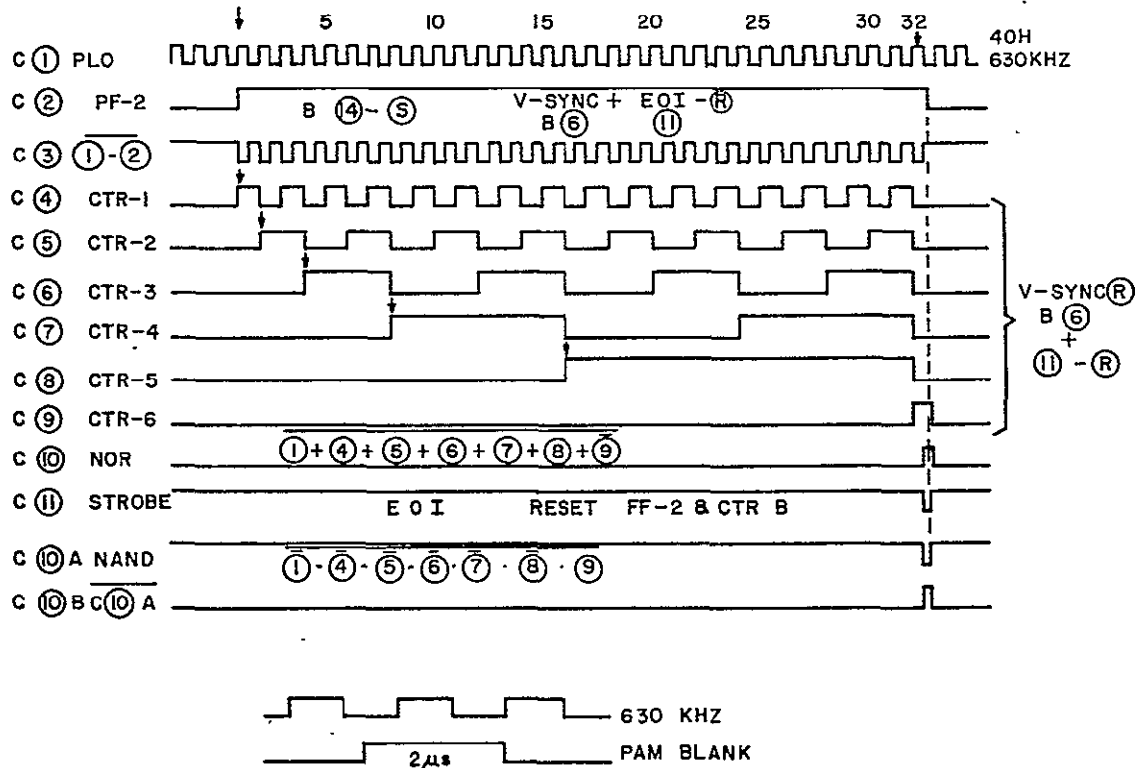 5 10 15 20 25 30 32
C ① PLO 40H
630KHZ
C ② PF-2 B ⑭-Ⓢ V-SYNC + EOI-Ⓡ
B⑥ ⑪
C ③ ①-②
C ④ CTR-1
C ⑤ CTR-2
C ⑥ CTR-3
V-SYNCⓇ
C ⑦ CTR-4 B ⑥
+
C ⑧ CTR-5 ⑪-Ⓡ
C ⑨ CTR-6
①+④+⑤+⑥+⑦+⑧+⑨̅
C ⑩ NOR
C ⑪ STROBE EOI RESET FF-2 & CTR B
C ⑩A NAND
①̅·④̅·⑤̅·⑥̅·⑦̅·⑧̅·⑨
C ⑩B C⑩A
630 KHZ
2μs PAM BLANK